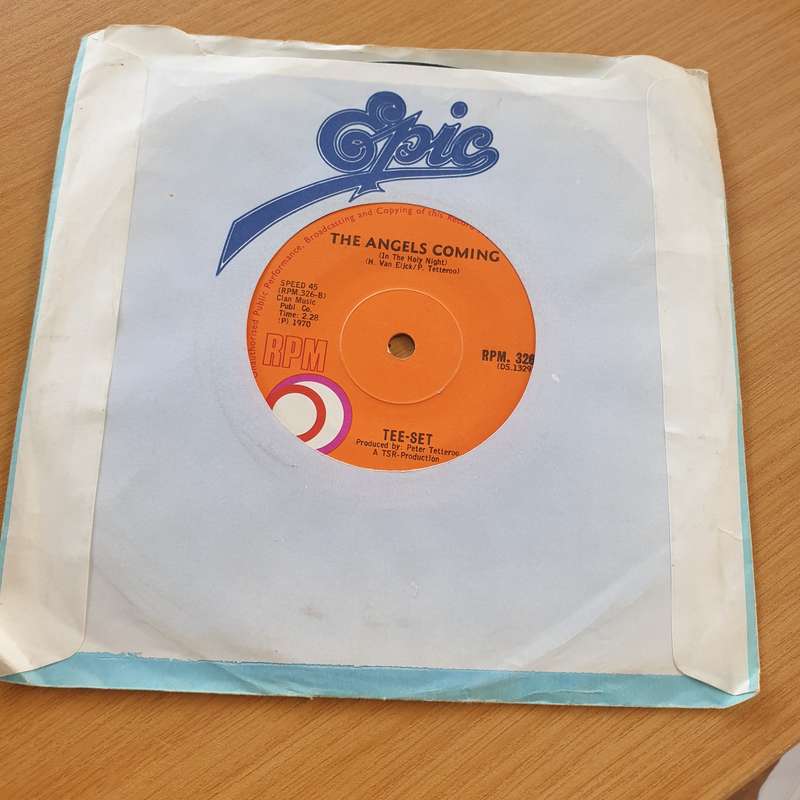 Epic
Unauthorised Public Performance, Broadcasting and Copying of this Record
THE ANGELS COMING
(In The Holy Night)
(H. Van Eijck/P. Tetteroo)
SPEED 45
(RPM.326-B)
Clan Music
Publ Co.
Time: 2.28
(P) 1970
RPM
RPM. 326
(DS.1329
TEE-SET
Produced by: Peter Tetteroo
A TSR-Production